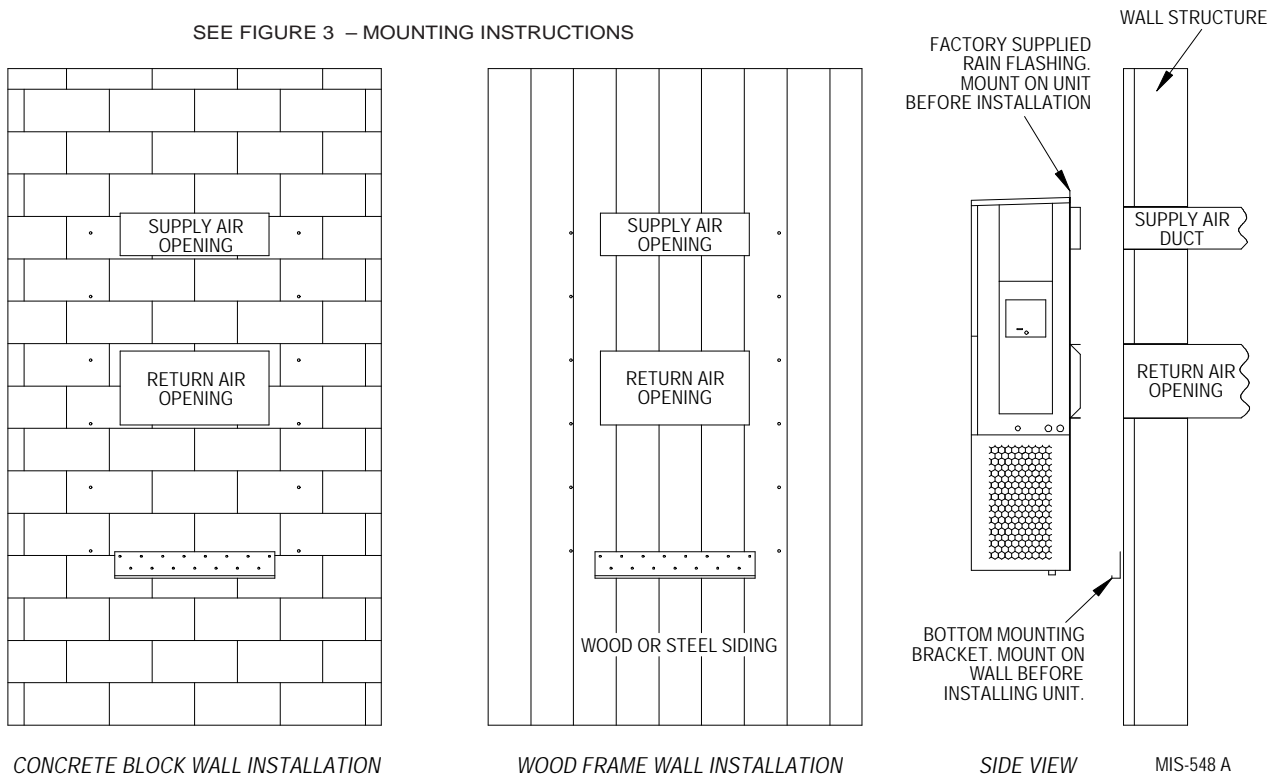 SEE FIGURE 3 – MOUNTING INSTRUCTIONS
SUPPLY AIR
OPENING
RETURN AIR
OPENING
CONCRETE BLOCK WALL INSTALLATION
SUPPLY AIR
OPENING
RETURN AIR
OPENING
WOOD OR STEEL SIDING
WOOD FRAME WALL INSTALLATION
WALL STRUCTURE
FACTORY SUPPLIED
RAIN FLASHING.
MOUNT ON UNIT
BEFORE INSTALLATION
SUPPLY AIR
DUCT
RETURN AIR
OPENING
BOTTOM MOUNTING
BRACKET. MOUNT ON
WALL BEFORE
INSTALLING UNIT.
SIDE VIEW
MIS-548 A